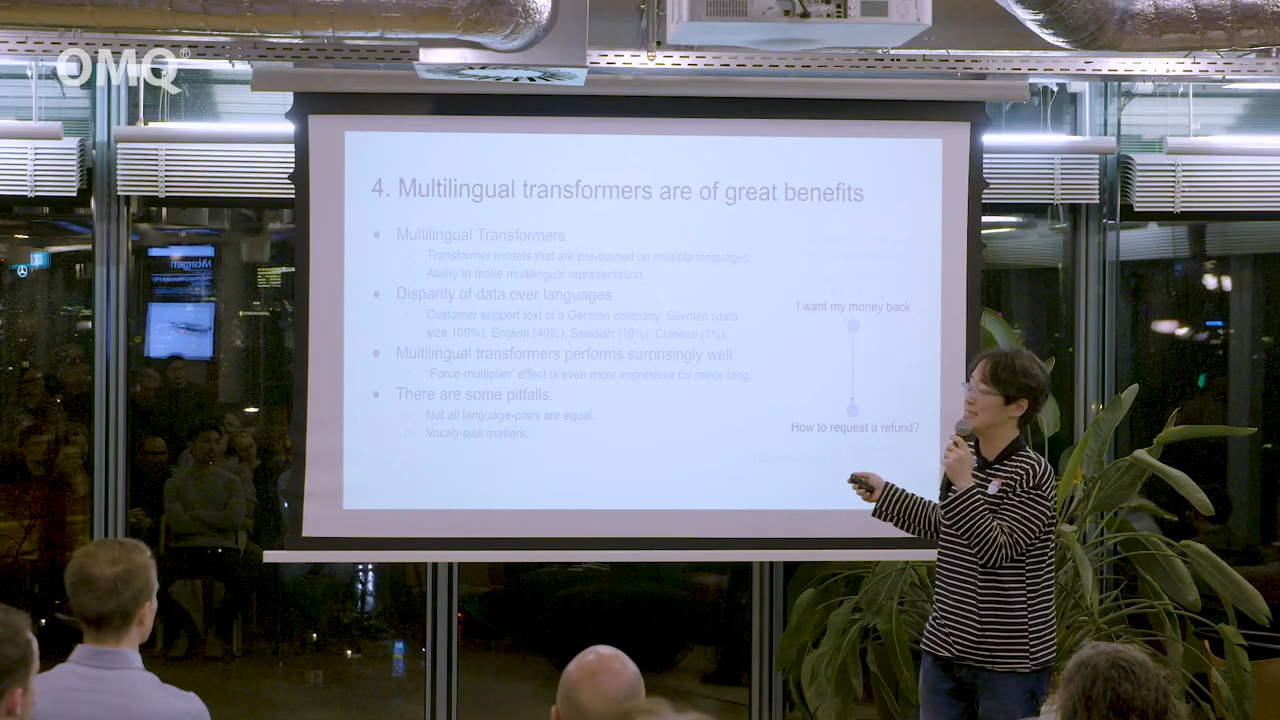 OMQ®
4. Multilingual transformers are of great benefits
Multilingual Transformers
Transformer models that are pre-trained on multiple languages.
Ability to make multilingual representation.
Disparity of data over languages
Customer support text of a German company: German (data
size 100%), English (40%), Swedish (10%), Chinese (1%).
Multilingual transformers performs surprisingly well.
"Force-multiplier" effect is even more impressive for minor lang.
There are some pitfalls.
Not all language-pairs are equal.
Vocab-size matters.
I want my money back
How to request a refund?